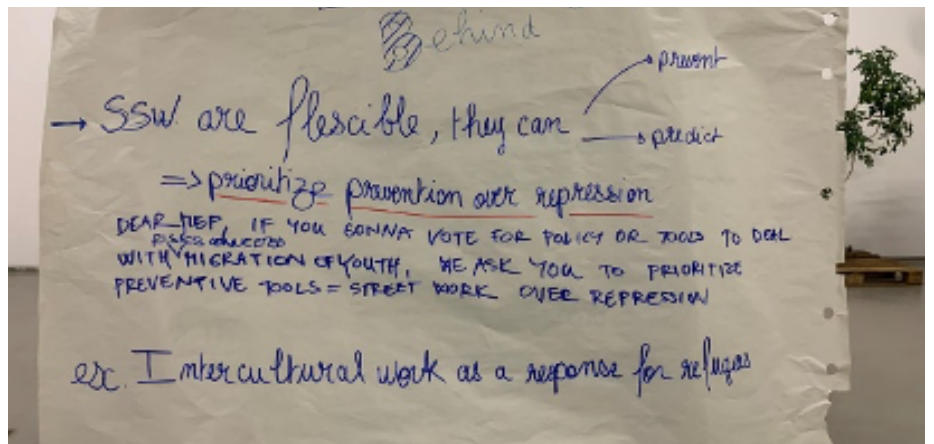 Behind
→ SSW are flescible, they can
→ prevent
→ predict
=> prioritize prevention over repression
DEAR MEP, IF YOU GONNA VOTE FOR POLICY OR TOOLS TO DEAL
WITH MIGRATION OF YOUTH, WE ASK YOU TO PRIORITIZE
PREVENTIVE TOOLS = STREET WORK OVER REPRESSION
esc. Intercultural work as a response for refugees